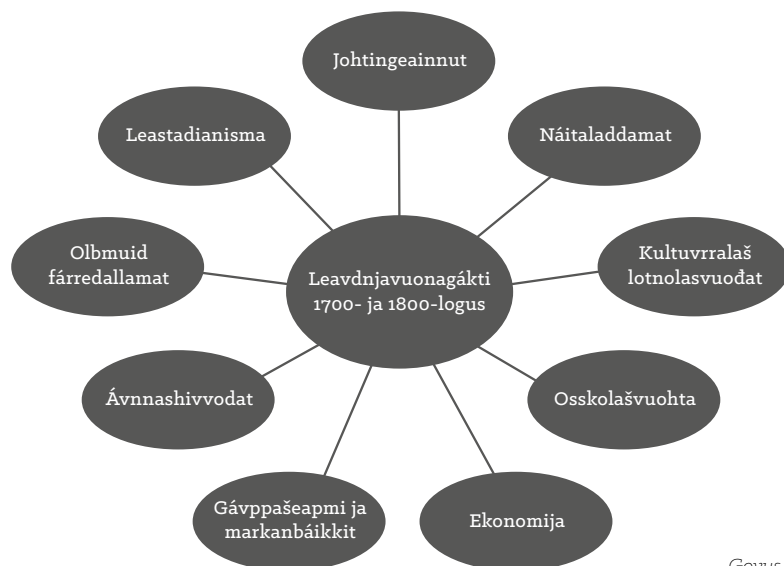 Johtingeainnut
Leastadianisma
Náitaladdamat
Olbmuid
fárredallamat
Leavdnjavuonagákti
1700- ja 1800-logus
Kultuvrralaš
lotnolasvuođat
Ávnnashivvodat
Osskolašvuohta
Gávppašeapmi ja
markanbáikkit
Ekonomija